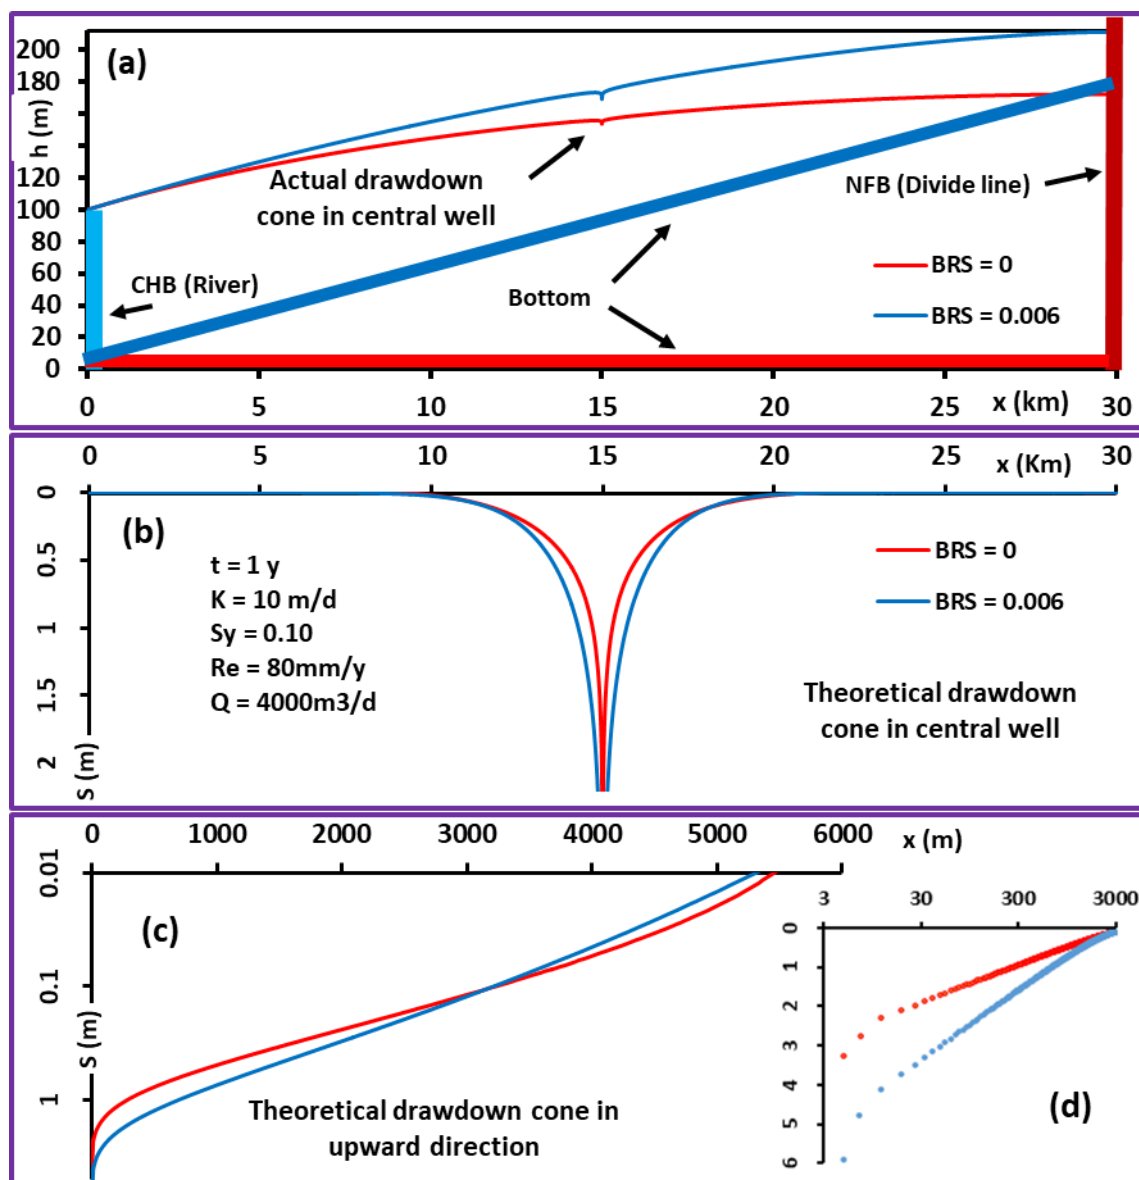 (a)
h (m)
200
180
120
100
80
60
40
20
0
Actual drawdown
cone in central well
NFB (Divide line)
CHB (River)
Bottom
BRS = 0
BRS = 0.006
0 5 10 15 20 25 x (km) 30
0 5 10 15 20 x (Km) 30
0
0.5
1
1.5
2
S (m)
(b)
t = 1 y
K = 10 m/d
Sy = 0.10
Re = 80mm/y
Q = 4000m3/d
BRS = 0
BRS = 0.006
Theoretical drawdown
cone in central well
0 1000 2000 3000 4000 5000 6000 x (m)
0.01
0.1
1
S (m)
(c)
Theoretical drawdown cone in
upward direction
3 30 300 3000
0
1
2
3
4
5
6
(d)